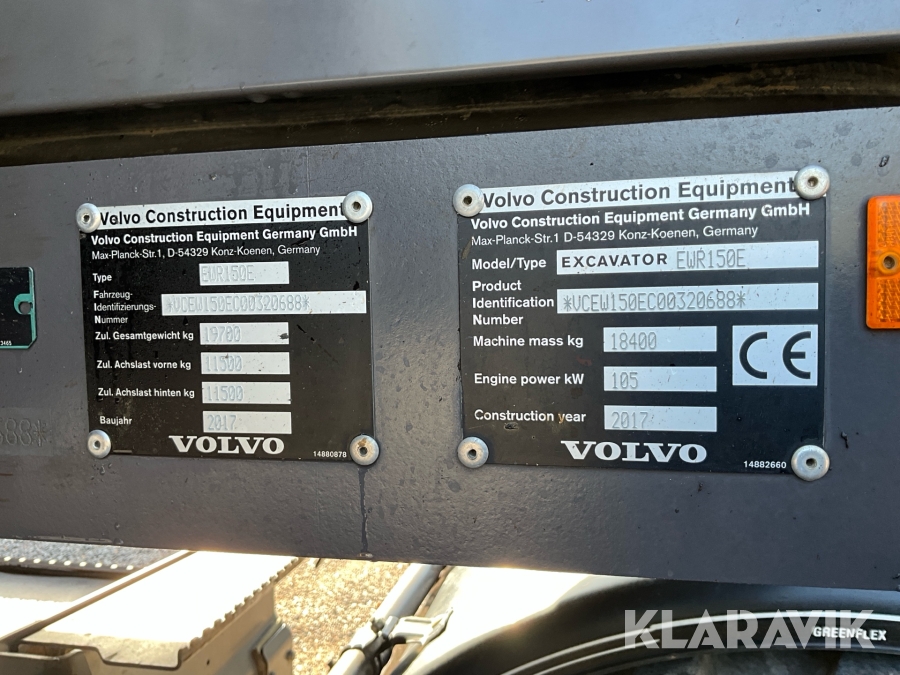 Volvo Construction Equipment
Volvo Construction Equipment Germany GmbH
Max-Planck-Str.1, D-54329 Konz-Koenen, Germany
Type EWR150E
Fahrzeug-
Identifizierungs- *VCEW150EC00320688*
Nummer
Zul. Gesamtgewicht kg 19700
Zul. Achslast vorne kg 11500
Zul. Achslast hinten kg 11500
Baujahr 2017
VOLVO
14880878
Volvo Construction Equipment
Volvo Construction Equipment Germany GmbH
Max-Planck-Str.1 D-54329 Konz-Koenen, Germany
Model/Type EXCAVATOR EWR150E
Product
Identification *VCEW150EC00320688*
Number
Machine mass kg 18400
CE
Engine power kW 105
Construction year 2017
VOLVO
14882660
3465
688*
KLARAVIK
GREENFLEX